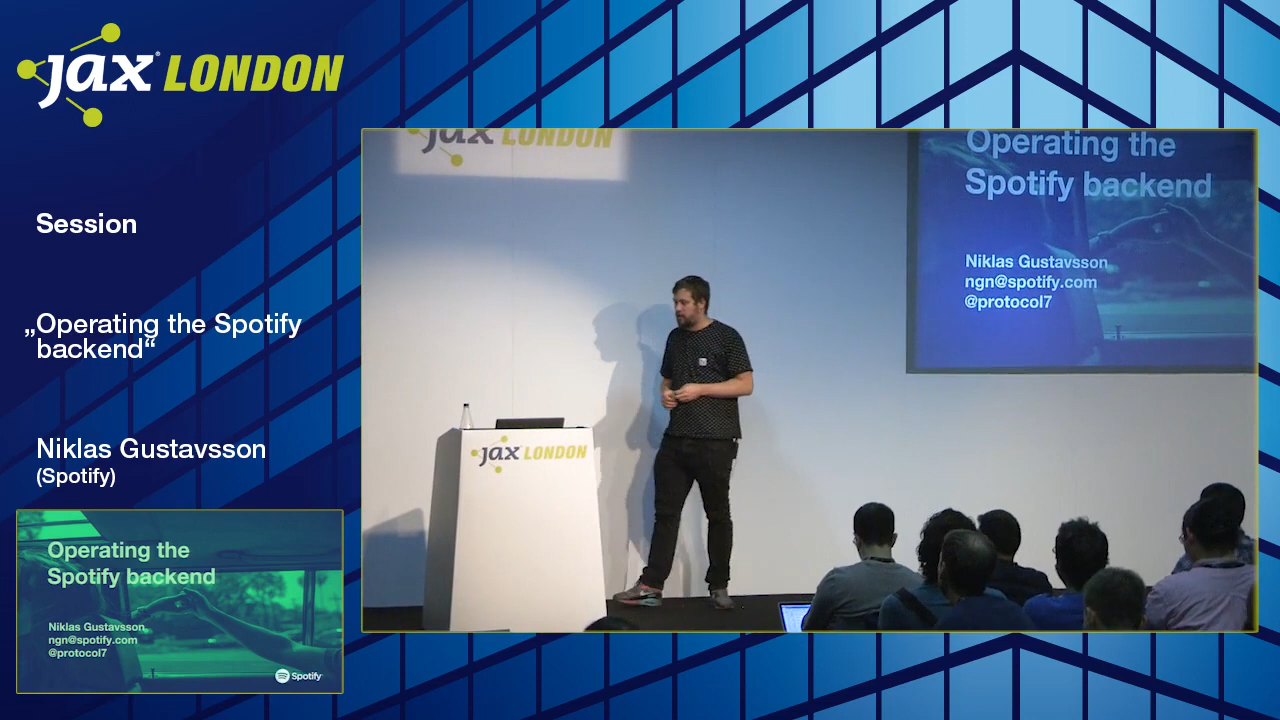 jax® LONDON
Session
„Operating the Spotify
backend“
Niklas Gustavsson
(Spotify)
Operating the
Spotify backend
Niklas Gustavsson
ngn@spotify.com
@protocol7
Spotify
jax LONDON
Operating the
Spotify backend
Niklas Gustavsson
ngn@spotify.com
@protocol7
jax LONDON